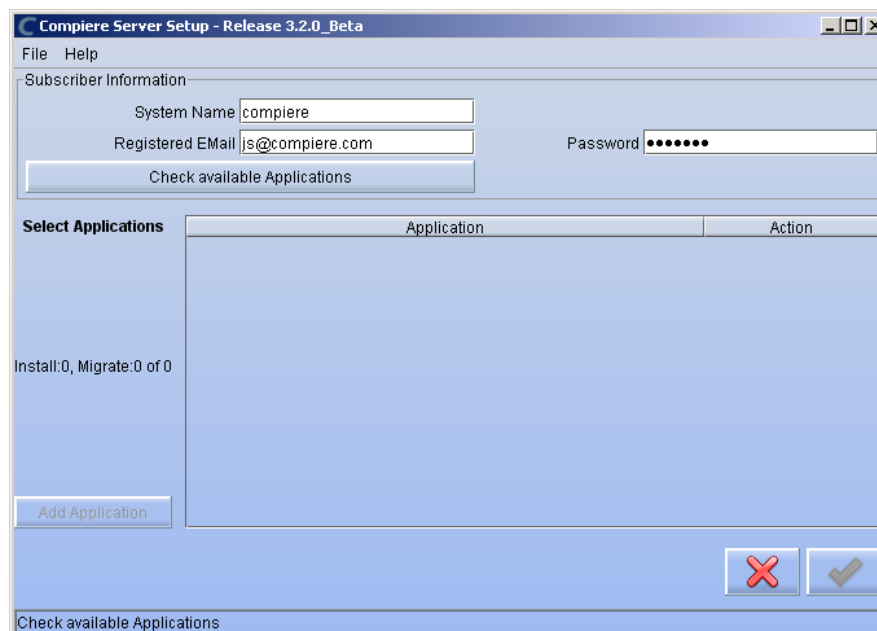 Compiere Server Setup - Release 3.2.0_Beta
File Help
Subscriber Information
System Name compiere
Registered EMail js@compiere.com Password •••••••
Check available Applications
Select Applications Application Action
Install:0, Migrate:0 of 0
Add Application
Check available Applications